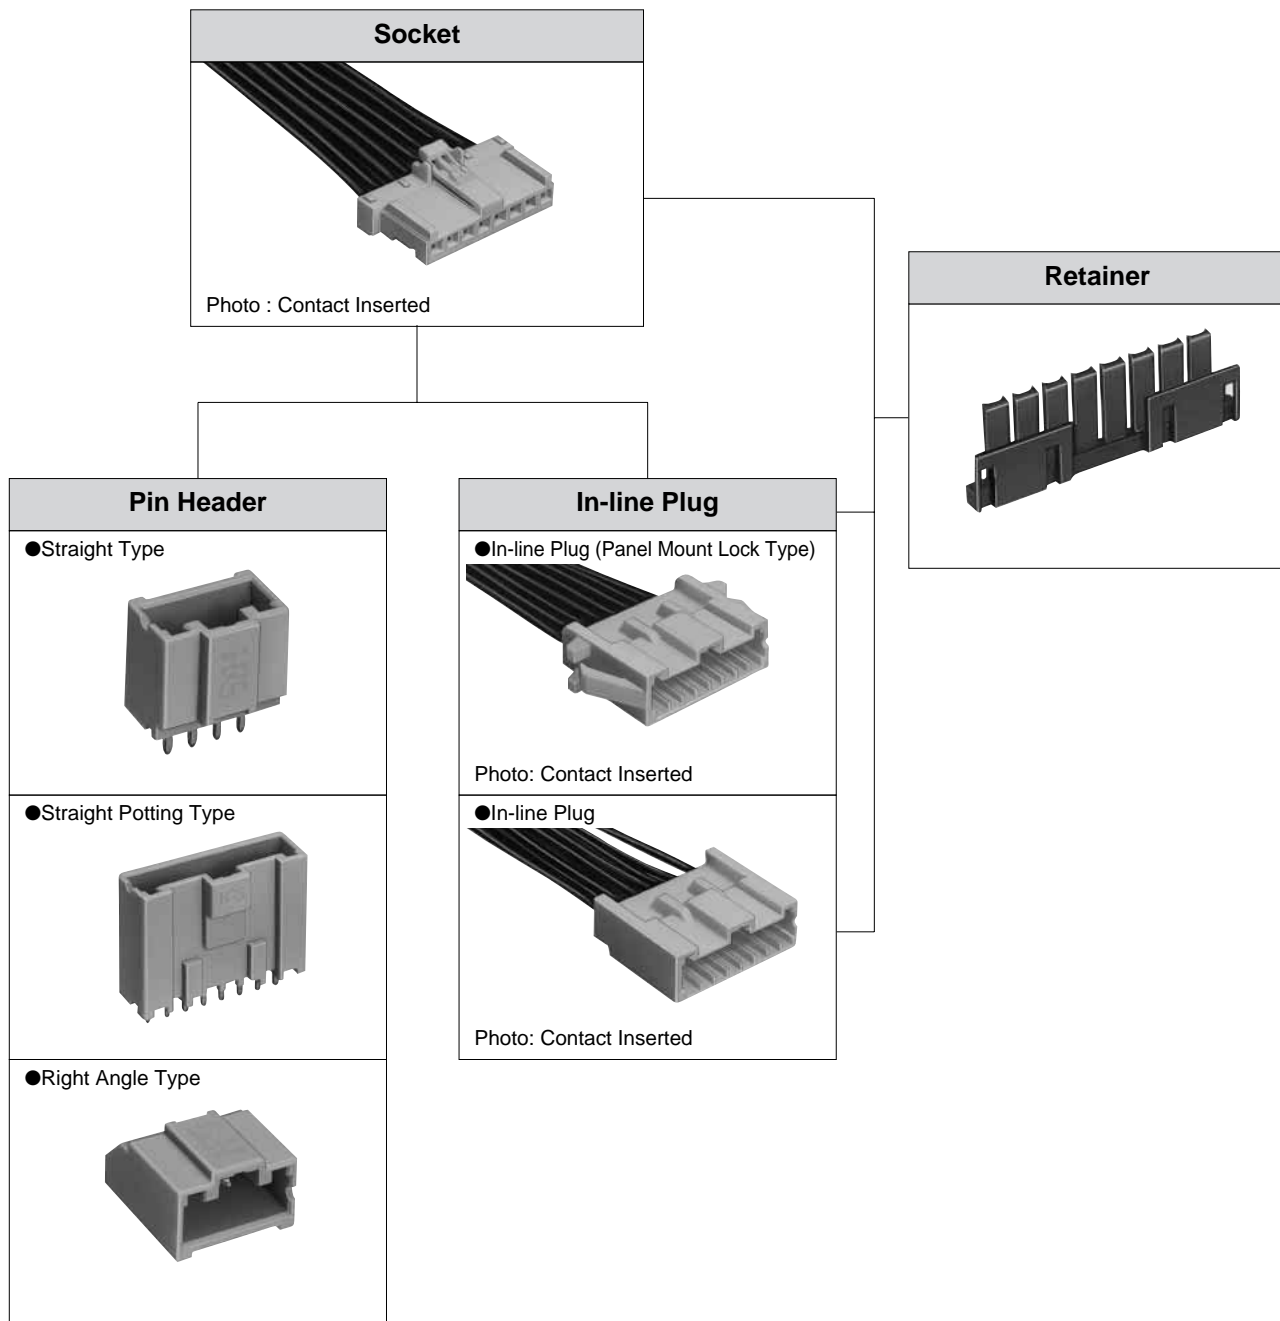 Socket
Photo : Contact Inserted
Retainer
Pin Header
●Straight Type
●Straight Potting Type
●Right Angle Type
In-line Plug
●In-line Plug (Panel Mount Lock Type)
Photo: Contact Inserted
●In-line Plug
Photo: Contact Inserted